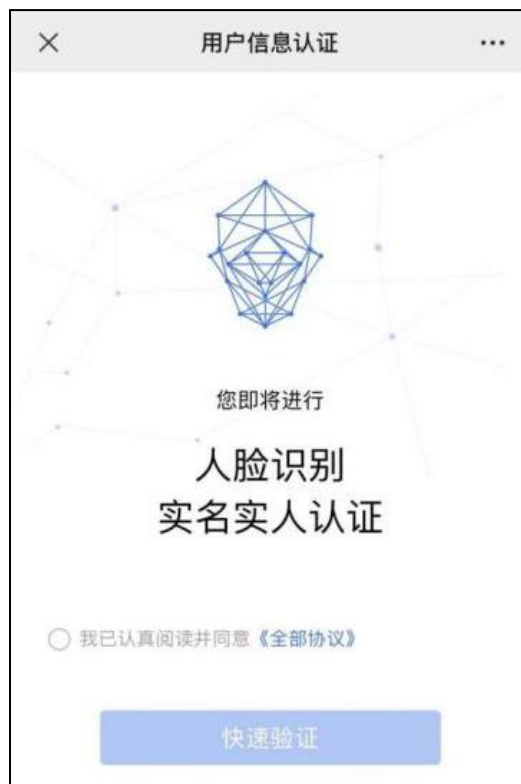 用户信息认证
您即将进行
人脸识别
实名实人认证
我已认真阅读并同意《全部协议》
快速验证